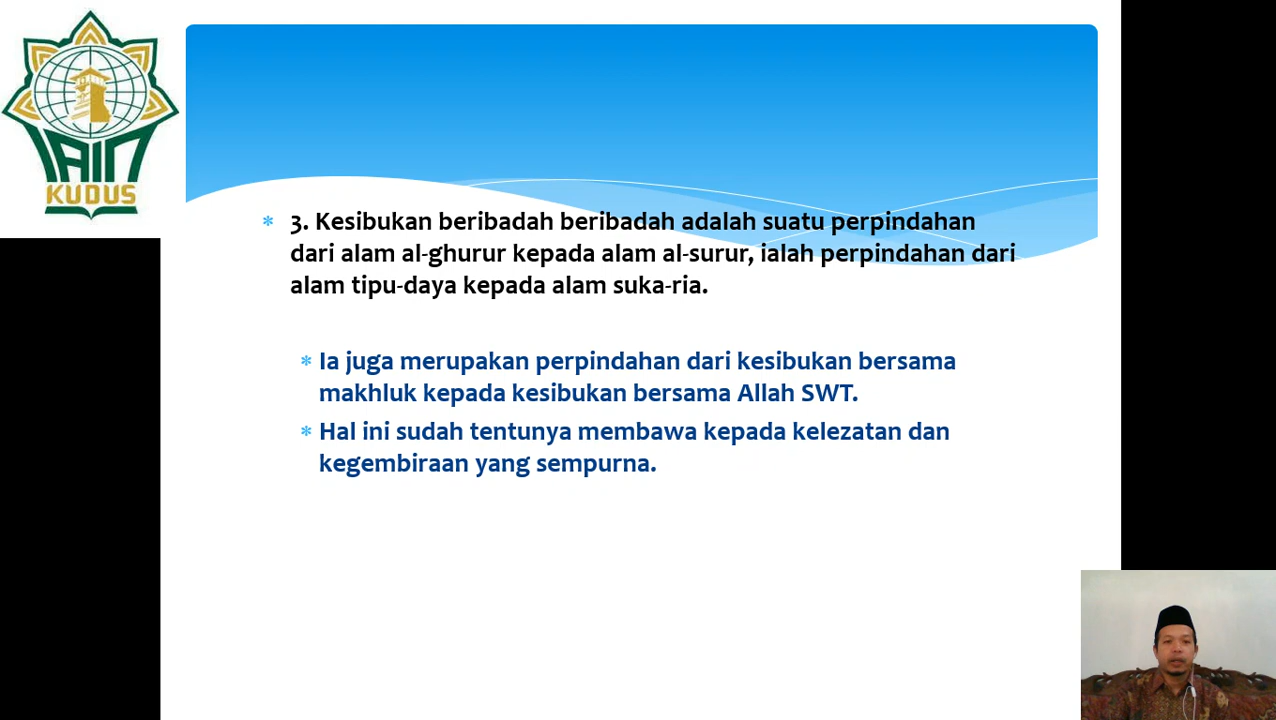 IAIN
KUDUS
* 3. Kesibukan beribadah beribadah adalah suatu perpindahan
dari alam al-ghurur kepada alam al-surur, ialah perpindahan dari
alam tipu-daya kepada alam suka-ria.
* Ia juga merupakan perpindahan dari kesibukan bersama
makhluk kepada kesibukan bersama Allah SWT.
* Hal ini sudah tentunya membawa kepada kelezatan dan
kegembiraan yang sempurna.